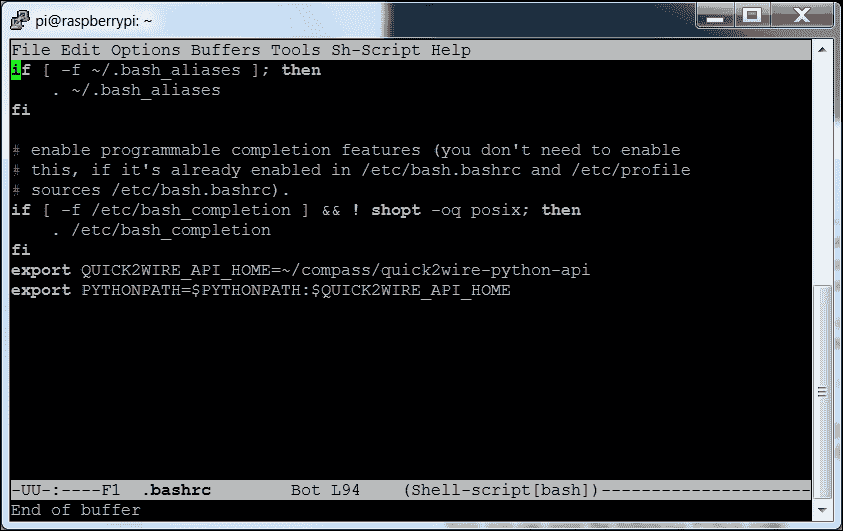 pi@raspberrypi: ~
File Edit Options Buffers Tools Sh-Script Help
if [ -f ~/.bash_aliases ]; then
    . ~/.bash_aliases
fi

# enable programmable completion features (you don't need to enable
# this, if it's already enabled in /etc/bash.bashrc and /etc/profile
# sources /etc/bash.bashrc).
if [ -f /etc/bash_completion ] && ! shopt -oq posix; then
    . /etc/bash_completion
fi
export QUICK2WIRE_API_HOME=~/compass/quick2wire-python-api
export PYTHONPATH=$PYTHONPATH:$QUICK2WIRE_API_HOME
-UU-:----F1  .bashrc        Bot L94    (Shell-script[bash])---------------------
End of buffer